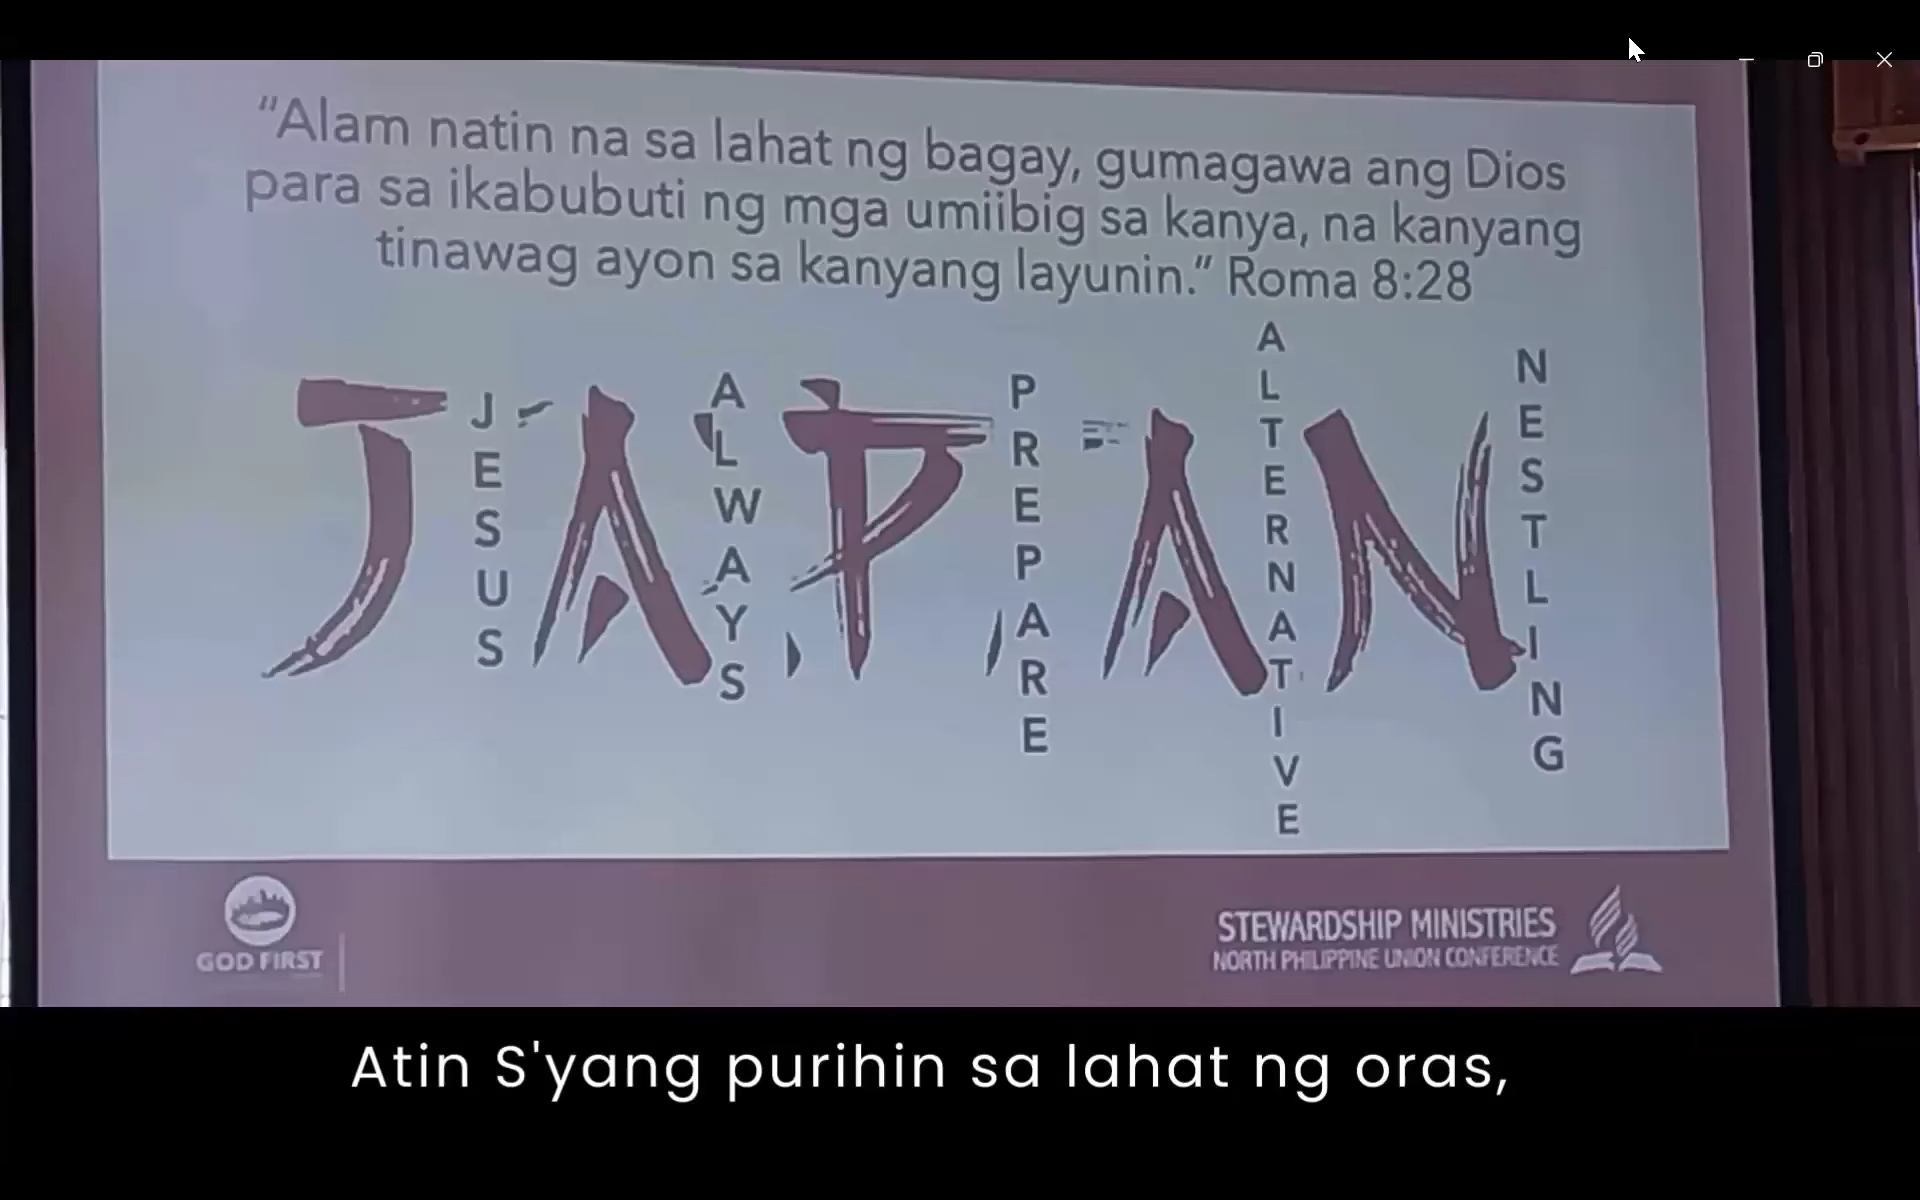 "Alam natin na sa lahat ng bagay, gumagawa ang Dios
para sa ikabubuti ng mga umiibig sa kanya, na kanyang
tinawag ayon sa kanyang layunin." Roma 8:28
JAPAN
JESUS
ALWAYS
PREPARE
ALTERNATIVE
NESTLING
GOD FIRST
STEWARDSHIP MINISTRIES
NORTH PHILIPPINE UNION CONFERENCE
Atin S'yang purihin sa lahat ng oras,